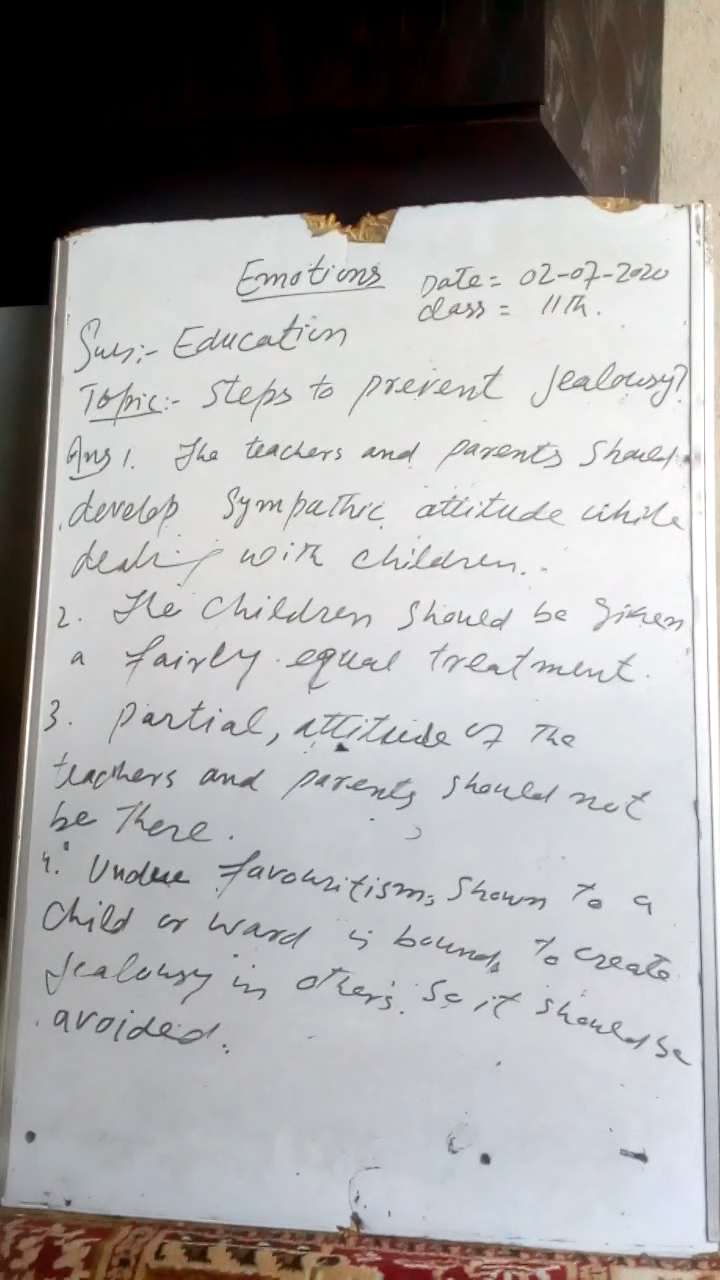 Emotions
Date = 02-07-2020
class = 11th.
Sub:- Education
Topic:- Steps to prevent Jealousy?
Ans 1. The teachers and parents should
develop Sympathic attitude while
dealing with children..
2. The children should be given
a fairly equal treatment.
3. Partial, attitude of The
teachers and parents should not
be There.
4. Undue favouritism, shown To a
child or ward is bound to create
Jealousy in others. So it should be
avoided.